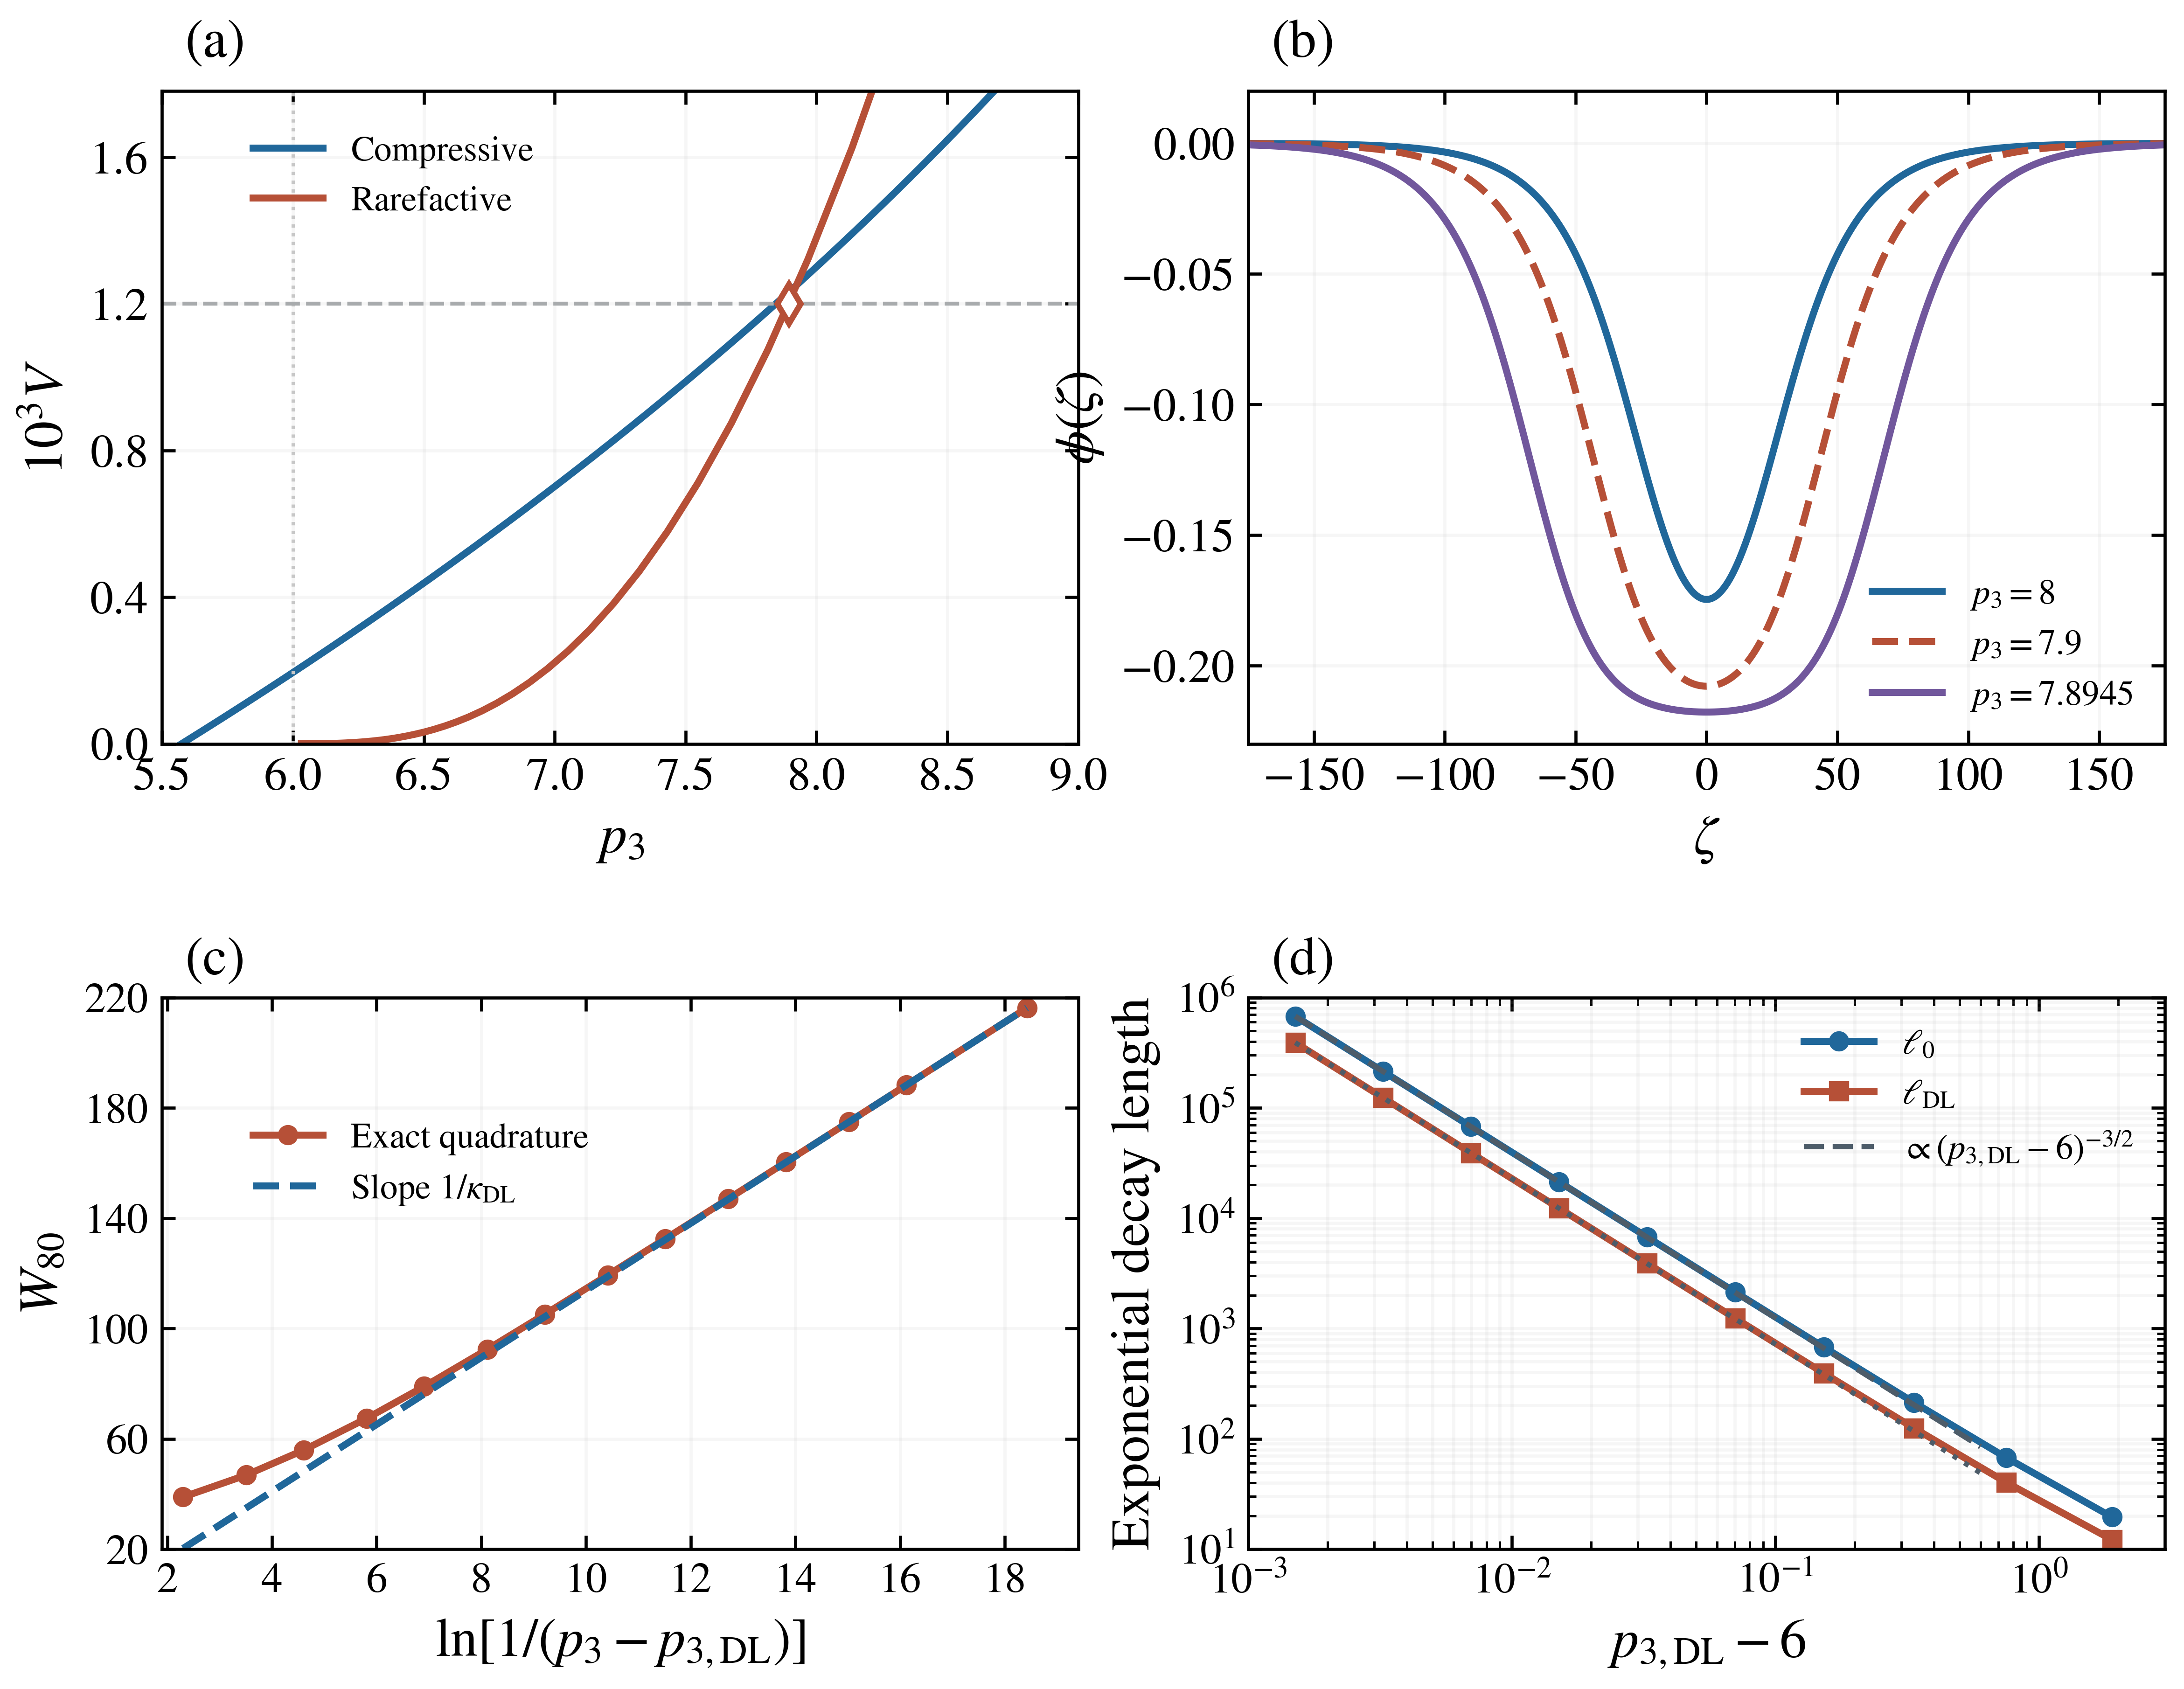 (a)
10³V
1.6
1.2
0.8
0.4
0.0
Compressive
Rarefactive
5.5 6.0 6.5 7.0 7.5 8.0 8.5 9.0
p₃
(b)
ϕ(ζ)
0.00
−0.05
−0.10
−0.15
−0.20
p₃ = 8
p₃ = 7.9
p₃ = 7.8945
−150 −100 −50 0 50 100 150
ζ
(c)
W₈₀
220
180
140
100
60
20
Exact quadrature
Slope 1/κ_DL
2 4 6 8 10 12 14 16 18
ln[1/(p₃ − p₃,DL)]
(d)
Exponential decay length
10⁶
10⁵
10⁴
10³
10²
10¹
ℓ₀
ℓ_DL
∝(p₃,DL − 6)^−3/2
10⁻³ 10⁻² 10⁻¹ 10⁰
p₃,DL − 6